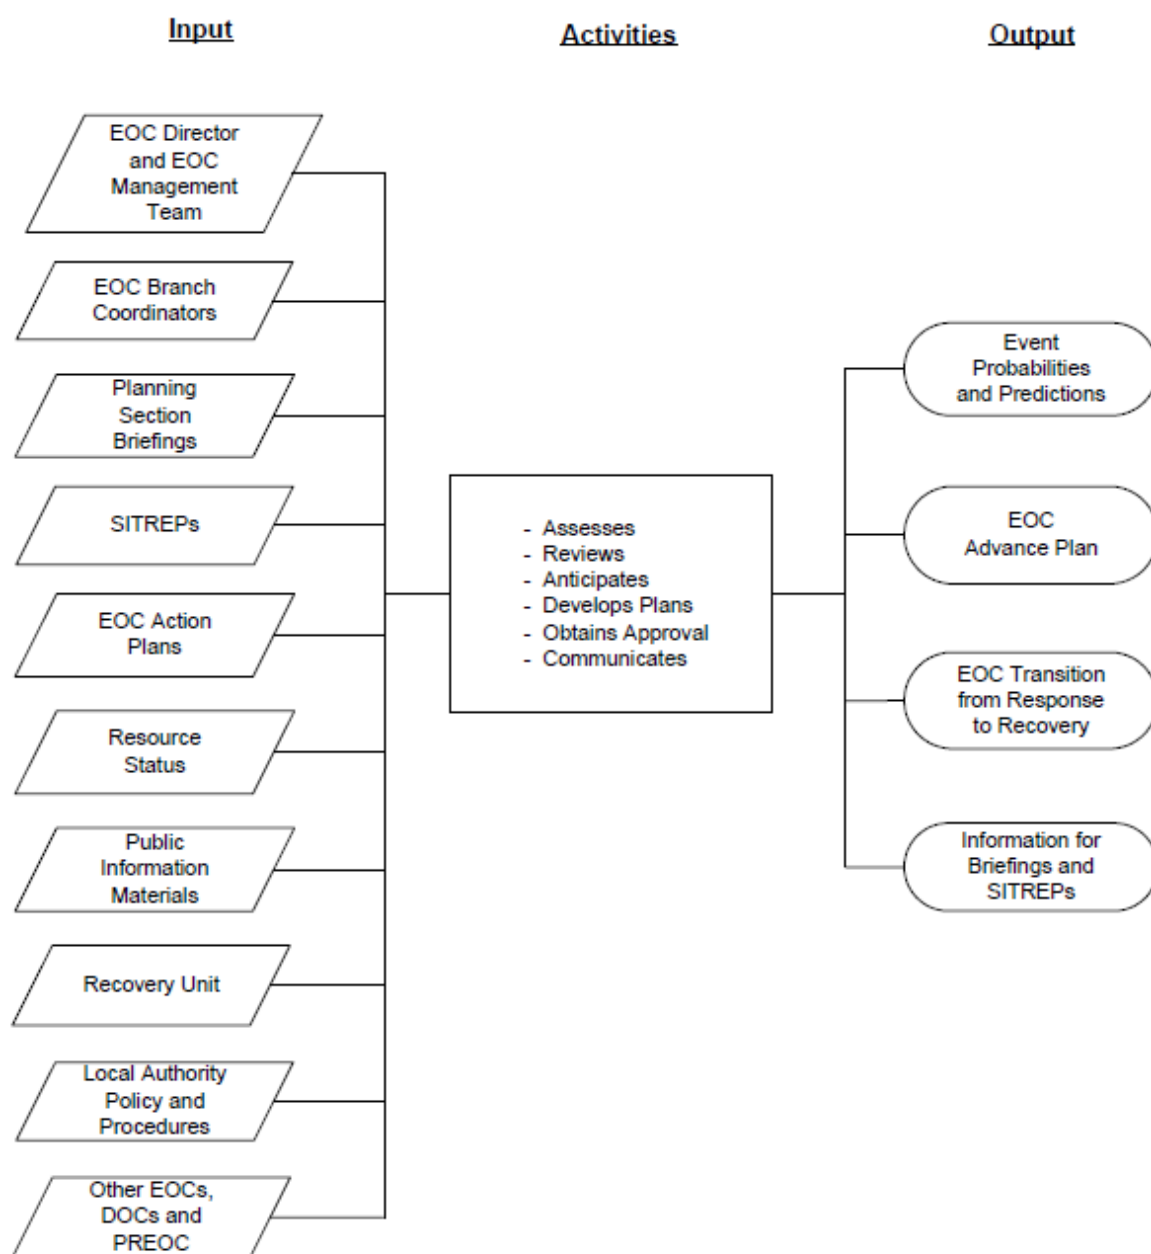 Input
Activities
Output
EOC Director
and EOC
Management
Team
EOC Branch
Coordinators
Planning
Section
Briefings
SITREPs
EOC Action
Plans
Resource
Status
Public
Information
Materials
Recovery Unit
Local Authority
Policy and
Procedures
Other EOCs,
DOCs and
PREOC
- Assesses
- Reviews
- Anticipates
- Develops Plans
- Obtains Approval
- Communicates
Event
Probabilities
and Predictions
EOC
Advance Plan
EOC Transition
from Response
to Recovery
Information for
Briefings and
SITREPs